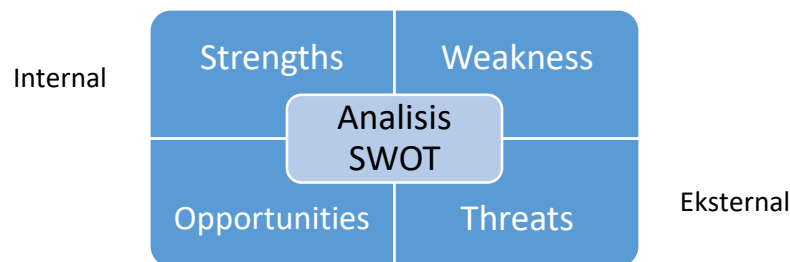 Strengths
Weakness
Internal
Analisis
SWOT
Opportunities
Threats
Eksternal